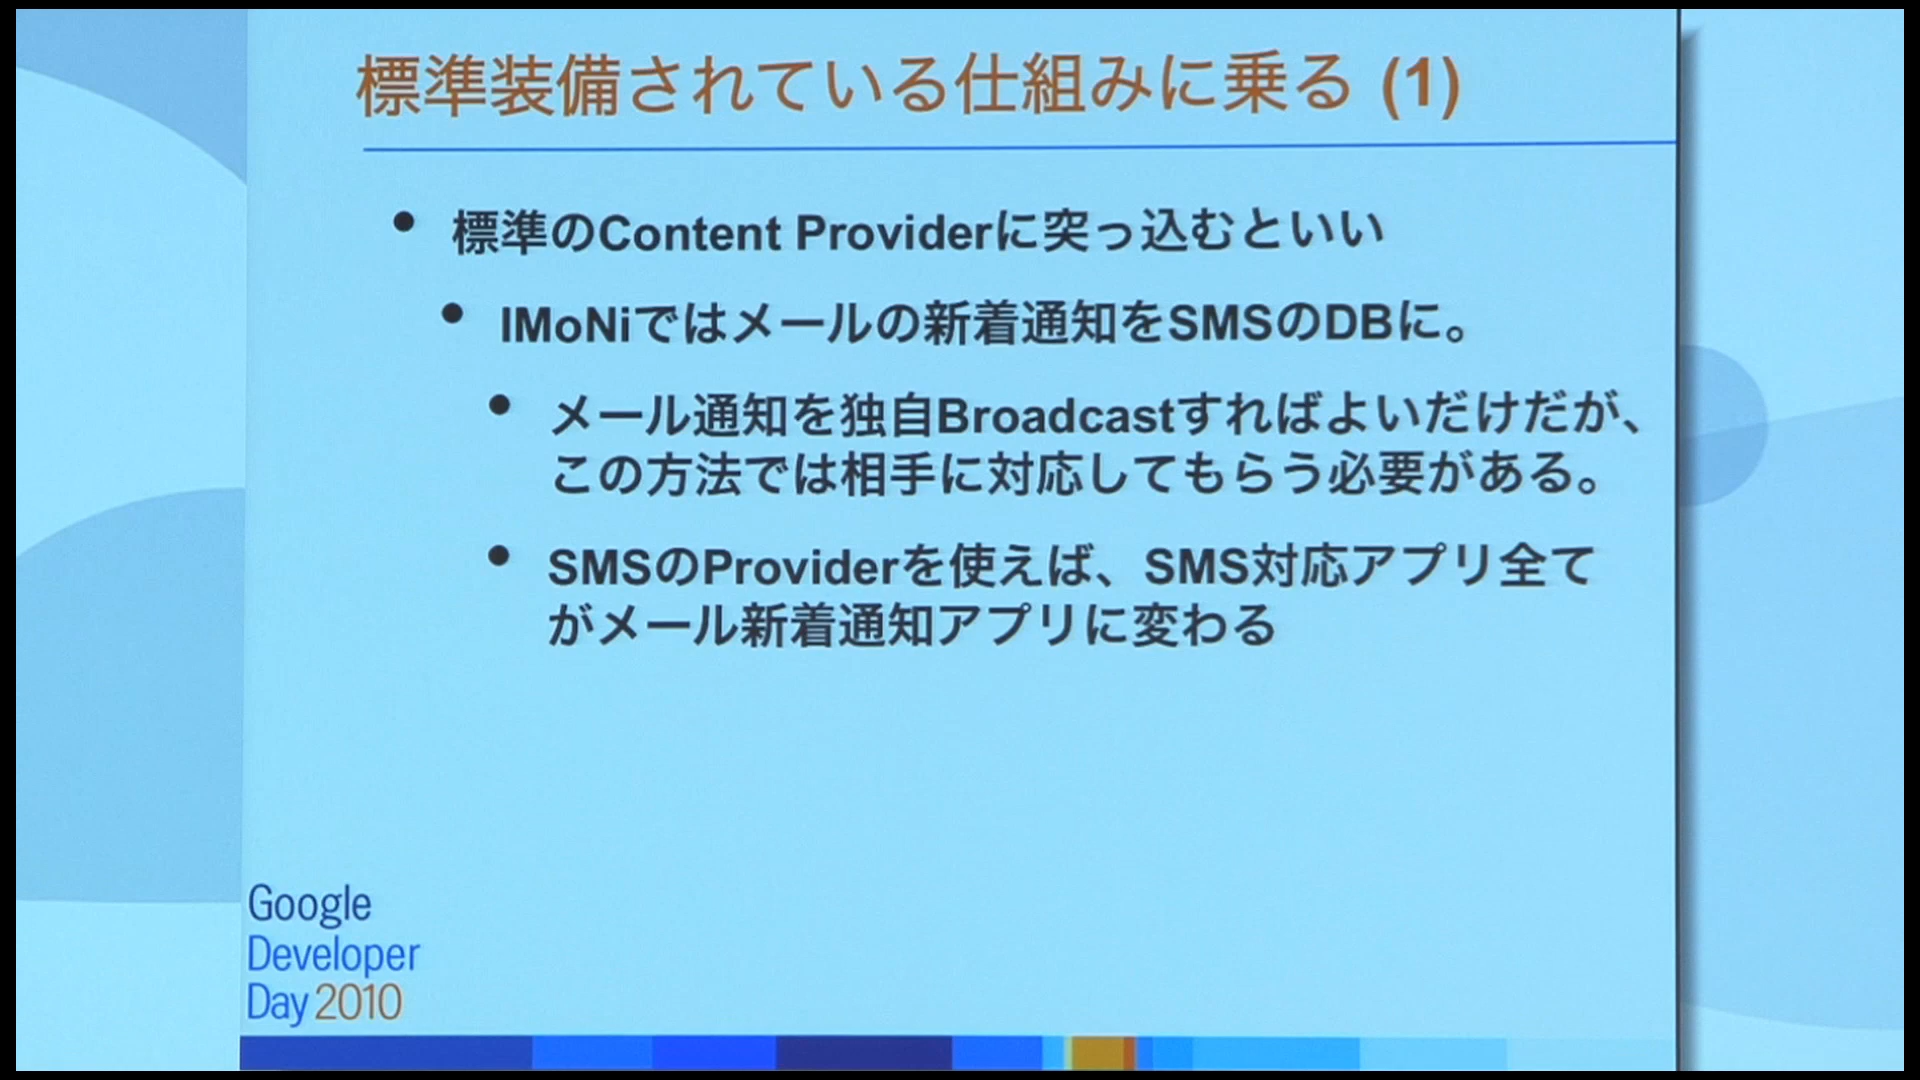 標準装備されている仕組みに乗る (1)
標準のContent Providerに突っ込むといい
IMoNiではメールの新着通知をSMSのDBに。
メール通知を独自Broadcastすればよいだけだが、
この方法では相手に対応してもらう必要がある。
SMSのProviderを使えば、SMS対応アプリ全て
がメール新着通知アプリに変わる
Google
Developer
Day 2010